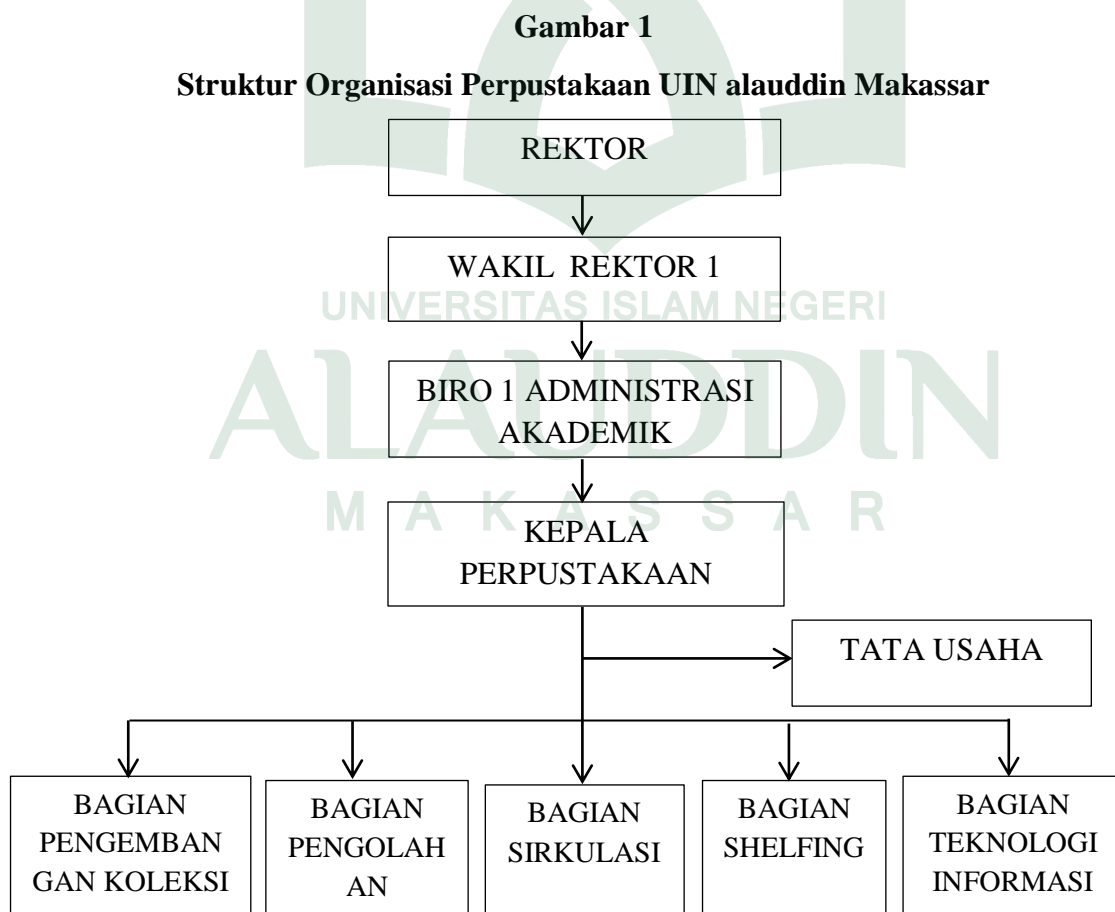 Gambar 1
Struktur Organisasi Perpustakaan UIN alauddin Makassar
REKTOR
WAKIL REKTOR 1
UNIVERSITAS ISLAM NEGERI
BIRO 1 ADMINISTRASI
AKADEMIK
ALAUDDIN
MAKASSAR
KEPALA
PERPUSTAKAAN
TATA USAHA
BAGIAN
PENGEMBAN
GAN KOLEKSI
BAGIAN
PENGOLAH
AN
BAGIAN
SIRKULASI
BAGIAN
SHELFING
BAGIAN
TEKNOLOGI
INFORMASI